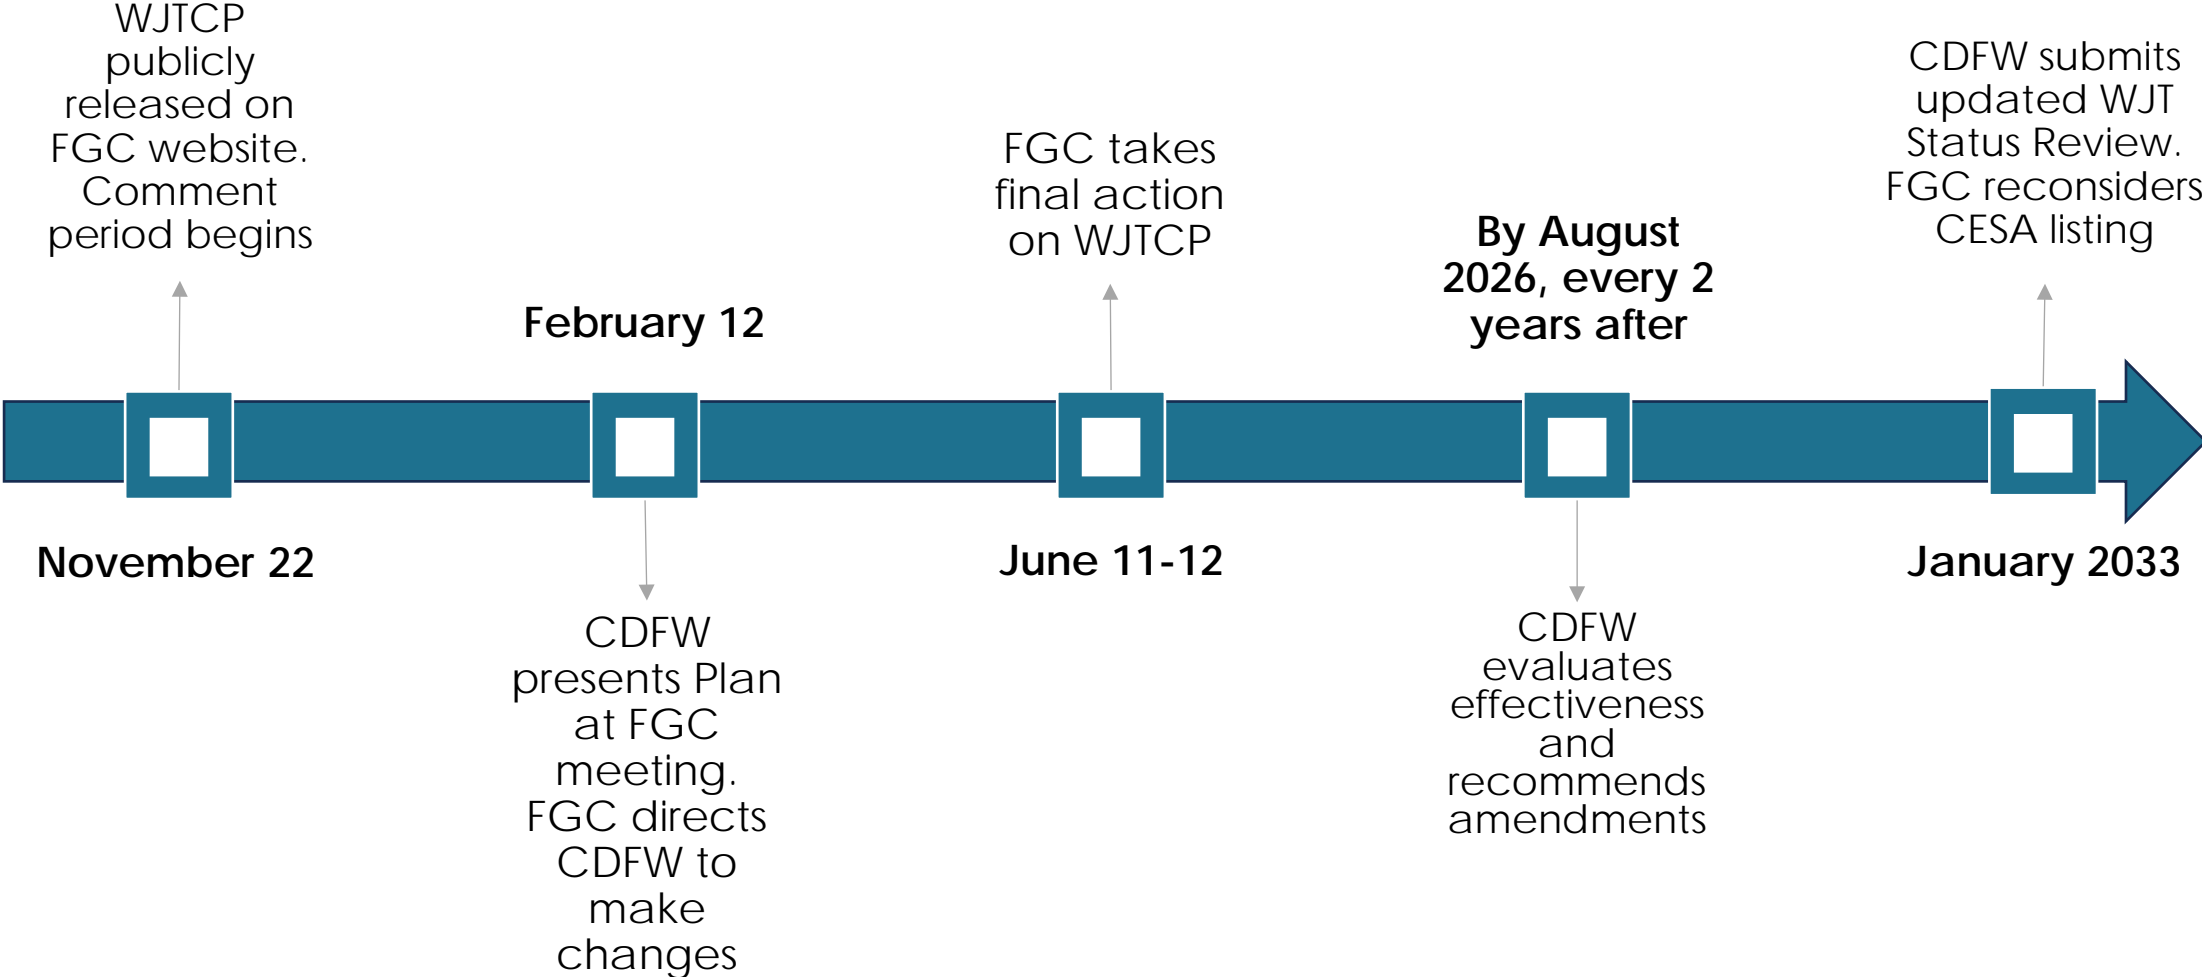 WJTCP
publicly
released on
FGC website.
Comment
period begins
November 22
February 12
CDFW
presents Plan
at FGC
meeting.
FGC directs
CDFW to
make
changes
FGC takes
final action
on WJTCP
June 11-12
By August
2026, every 2
years after
CDFW
evaluates
effectiveness
and
recommends
amendments
CDFW submits
updated WJT
Status Review.
FGC reconsiders
CESA listing
January 2033